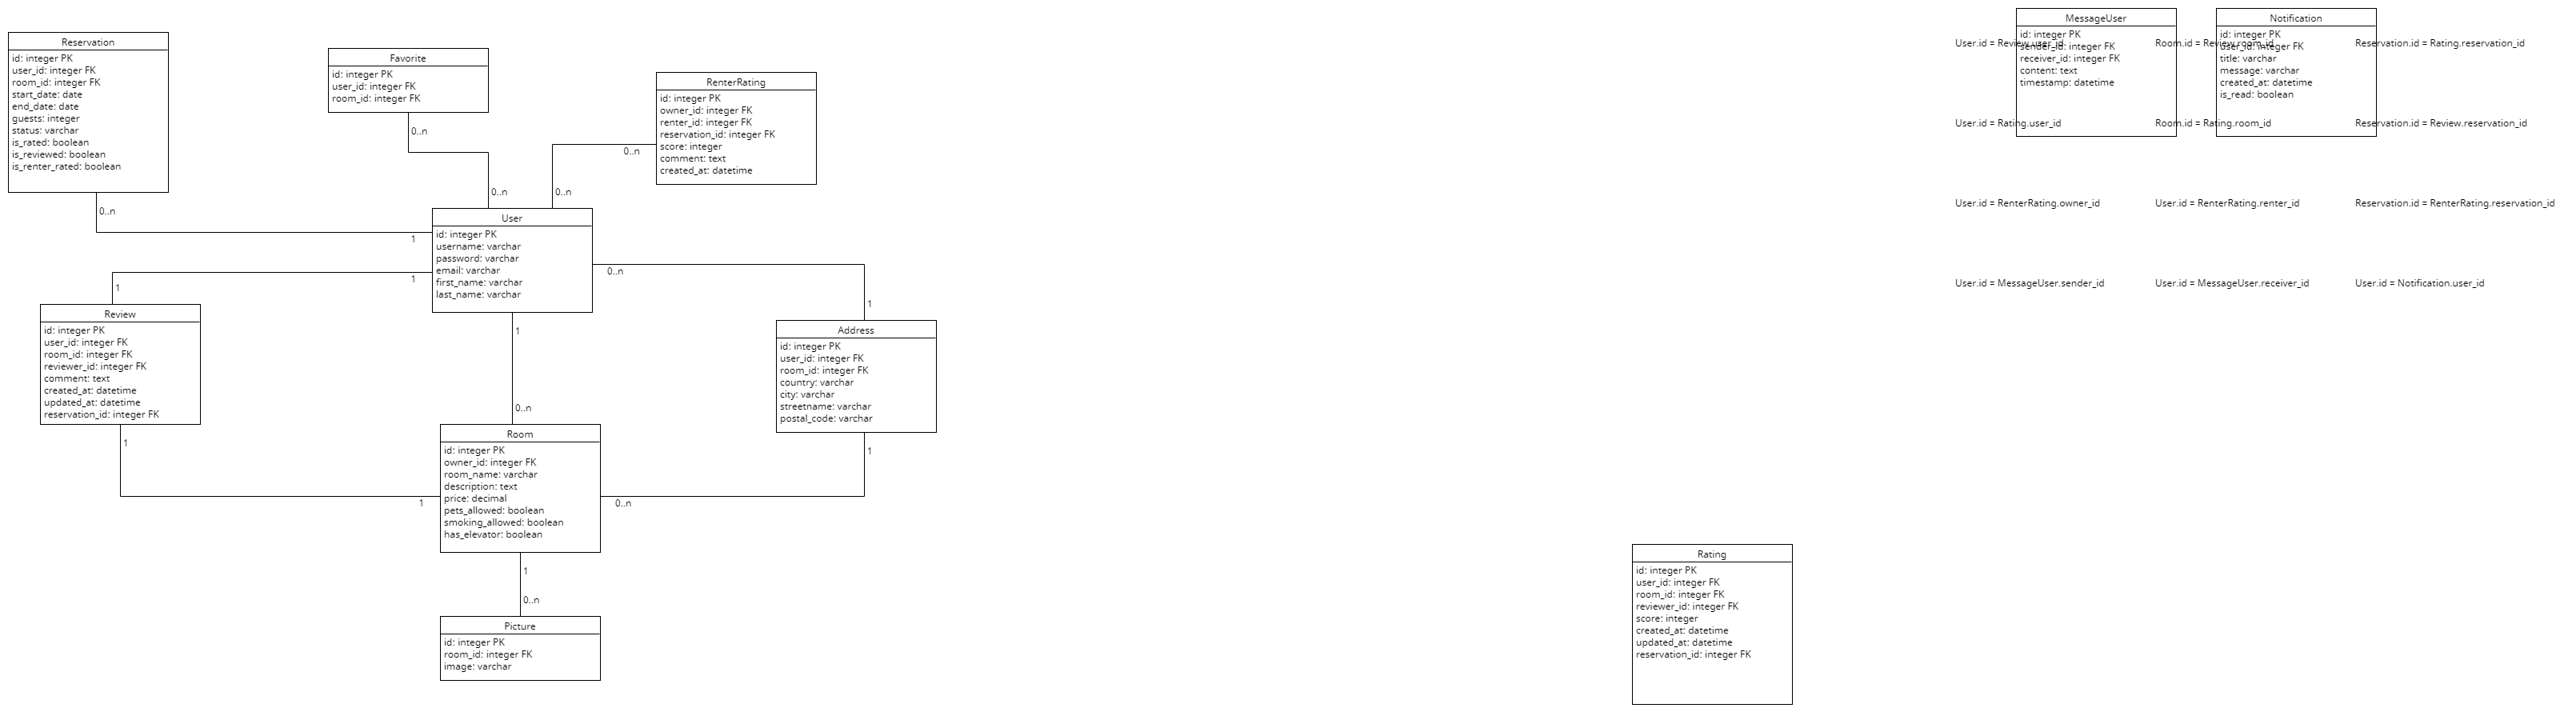 Reservation
id: integer PK
user_id: integer FK
room_id: integer FK
start_date: date
end_date: date
guests: integer
status: varchar
is_rated: boolean
is_reviewed: boolean
is_renter_rated: boolean
0..n
1
Favorite
id: integer PK
user_id: integer FK
room_id: integer FK
0..n
0..n
RenterRating
id: integer PK
owner_id: integer FK
renter_id: integer FK
reservation_id: integer FK
score: integer
comment: text
created_at: datetime
0..n
0..n
User
id: integer PK
username: varchar
password: varchar
email: varchar
first_name: varchar
last_name: varchar
1
1
0..n
1
1
0..n
Review
id: integer PK
user_id: integer FK
room_id: integer FK
reviewer_id: integer FK
comment: text
created_at: datetime
updated_at: datetime
reservation_id: integer FK
1
1
Address
id: integer PK
user_id: integer FK
room_id: integer FK
country: varchar
city: varchar
streetname: varchar
postal_code: varchar
1
0..n
Room
id: integer PK
owner_id: integer FK
room_name: varchar
description: text
price: decimal
pets_allowed: boolean
smoking_allowed: boolean
has_elevator: boolean
1
0..n
Picture
id: integer PK
room_id: integer FK
image: varchar
Rating
id: integer PK
user_id: integer FK
room_id: integer FK
reviewer_id: integer FK
score: integer
created_at: datetime
updated_at: datetime
reservation_id: integer FK
MessageUser
id: integer PK
sender_id: integer FK
receiver_id: integer FK
content: text
timestamp: datetime
Notification
id: integer PK
user_id: integer FK
title: varchar
message: varchar
created_at: datetime
is_read: boolean
User.id = Review.user_id
Room.id = Review.room_id
Reservation.id = Rating.reservation_id
User.id = Rating.user_id
Room.id = Rating.room_id
Reservation.id = Review.reservation_id
User.id = RenterRating.owner_id
User.id = RenterRating.renter_id
Reservation.id = RenterRating.reservation_id
User.id = MessageUser.sender_id
User.id = MessageUser.receiver_id
User.id = Notification.user_id